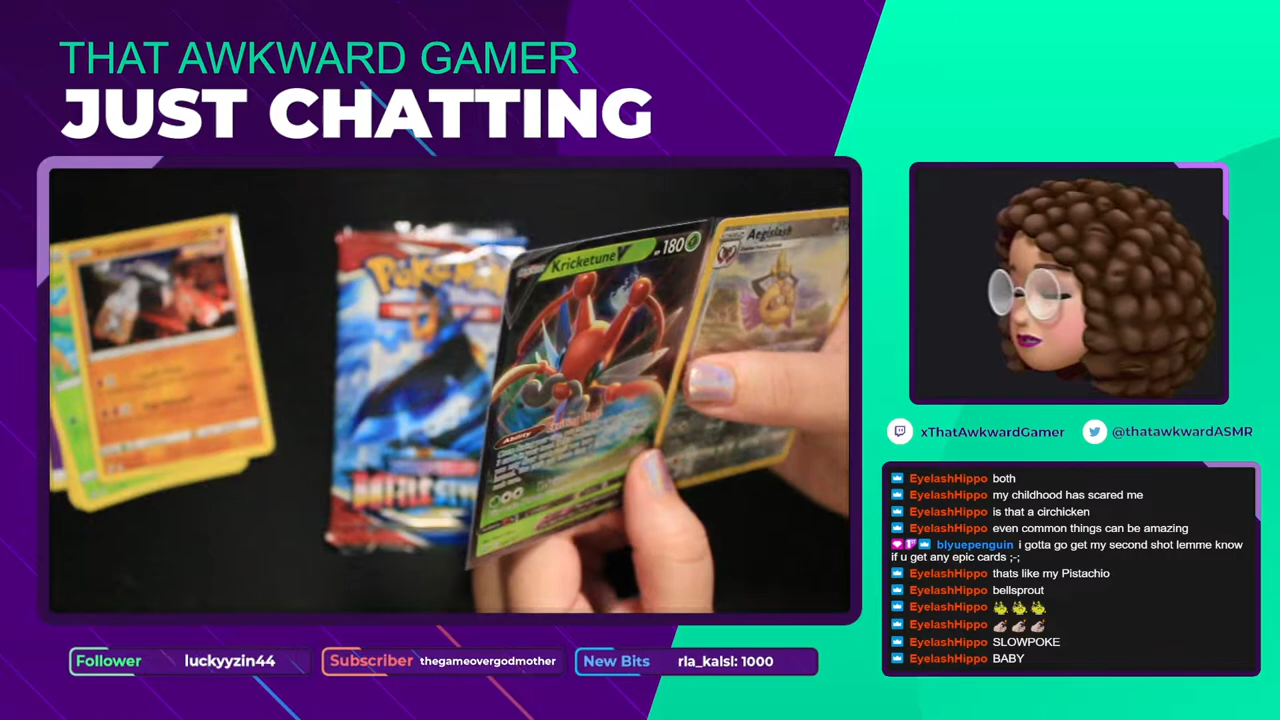 THAT AWKWARD GAMER
JUST CHATTING
Kricketune V
180
Aegislash
Pokémon
Ability
xThatAwkwardGamer
@thatawkwardASMR
EyelashHippo both
EyelashHippo my childhood has scared me
EyelashHippo is that a circhicken
EyelashHippo even common things can be amazing
blyuepenguin i gotta go get my second shot lemme know
if u get any epic cards ;-;
EyelashHippo thats like my Pistachio
EyelashHippo bellsprout
EyelashHippo
EyelashHippo
EyelashHippo SLOWPOKE
EyelashHippo BABY
Follower luckyyzin44
Subscriber thegameovergodmother
New Bits rla_kalsl: 1000